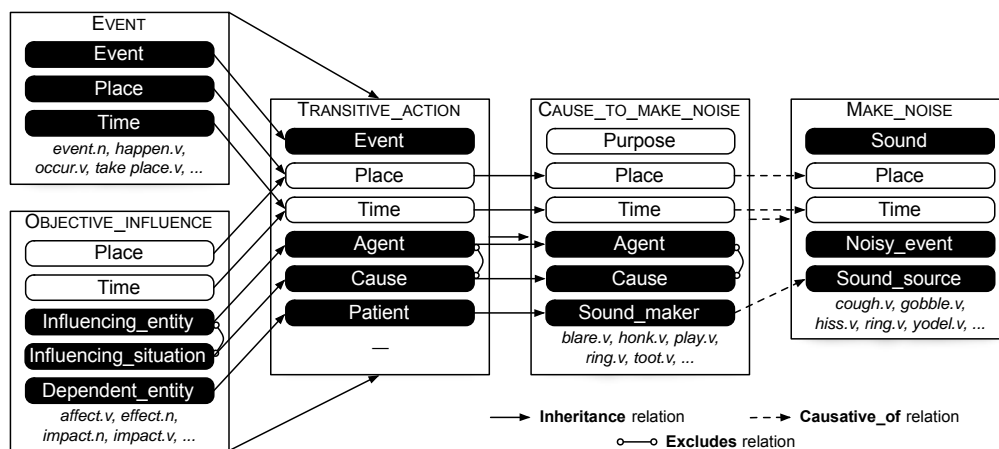 EVENT
Event
Place
Time
event.n, happen.v,
occur.v, take place.v, ...
OBJECTIVE_INFLUENCE
Place
Time
Influencing_entity
Influencing_situation
Dependent_entity
affect.v, effect.n,
impact.n, impact.v, ...
TRANSITIVE_ACTION
Event
Place
Time
Agent
Cause
Patient
—
CAUSE_TO_MAKE_NOISE
Purpose
Place
Time
Agent
Cause
Sound_maker
blare.v, honk.v, play.v,
ring.v, toot.v, ...
MAKE_NOISE
Sound
Place
Time
Noisy_event
Sound_source
cough.v, gobble.v,
hiss.v, ring.v, yodel.v, ...
Inheritance relation
Causative_of relation
Excludes relation